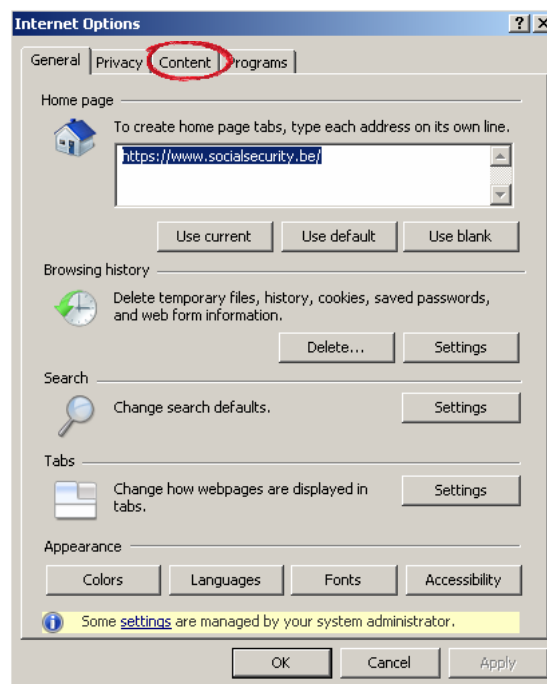 Internet Options
General Privacy Content Programs
Home page
To create home page tabs, type each address on its own line.
https://www.socialsecurity.be/
Use current Use default Use blank
Browsing history
Delete temporary files, history, cookies, saved passwords,
and web form information.
Delete... Settings
Search
Change search defaults. Settings
Tabs
Change how webpages are displayed in
tabs.
Settings
Appearance
Colors Languages Fonts Accessibility
Some settings are managed by your system administrator.
OK Cancel Apply